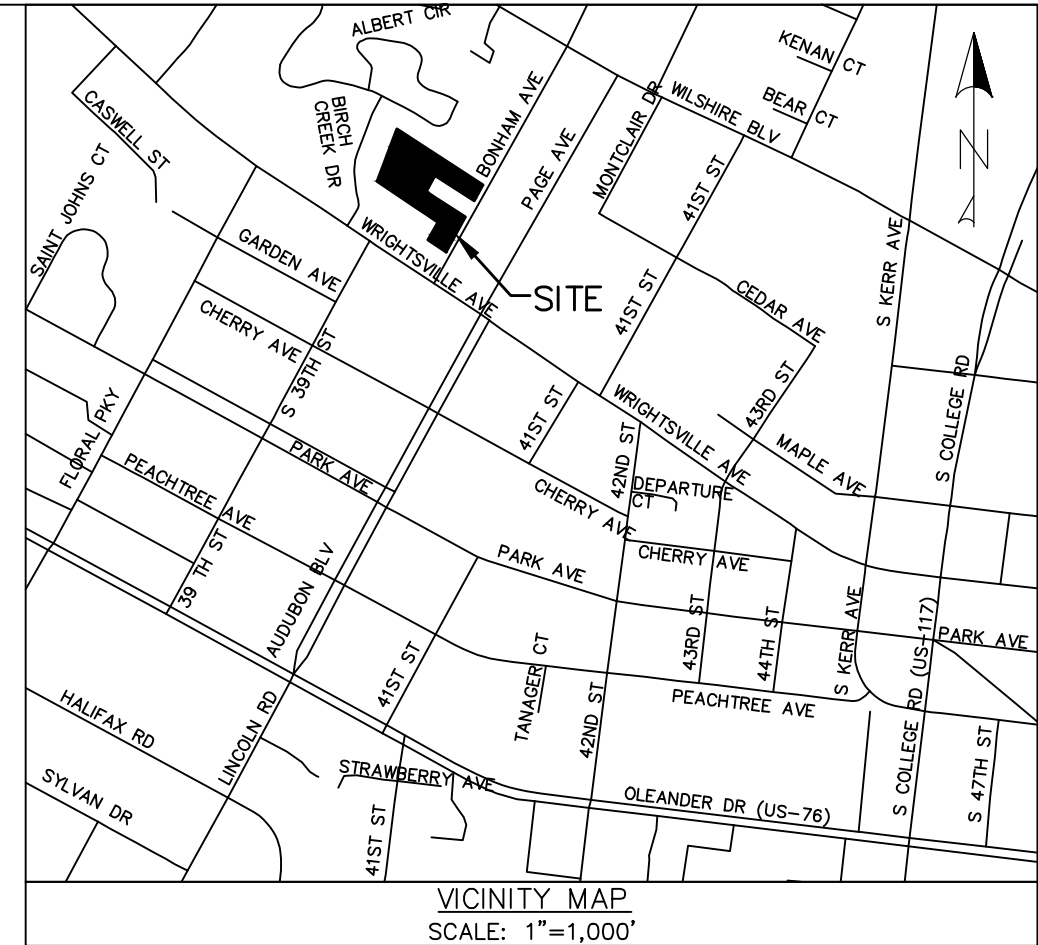 ALBERT CIR
KENAN CT
BEAR CT
WILSHIRE BLV
MONTCLAIR DR
BONHAM AVE
PAGE AVE
CASWELL ST
BIRCH
CREEK DR
SAINT JOHNS CT
41ST ST
N
S KERR AVE
GARDEN AVE
WRIGHTSVILLE AVE
SITE
CHERRY AVE
S 39TH ST
41ST ST
CEDAR AVE
43RD ST
S COLLEGE RD
FLORAL PKY
PARK AVE
PEACHTREE AVE
41ST ST
WRIGHTSVILLE AVE
MAPLE AVE
42ND ST
DEPARTURE
CT
CHERRY AVE
CHERRY AVE
39 TH ST
AUDUBON BLV
PARK AVE
43RD ST
44TH ST
S KERR AVE
S COLLEGE RD (US-117)
PARK AVE
41ST ST
TANAGER CT
42ND ST
PEACHTREE AVE
HALIFAX RD
LINCOLN RD
SYLVAN DR
STRAWBERRY AVE
41ST ST
OLEANDER DR (US-76)
S 47TH ST
VICINITY MAP
SCALE: 1"=1,000'